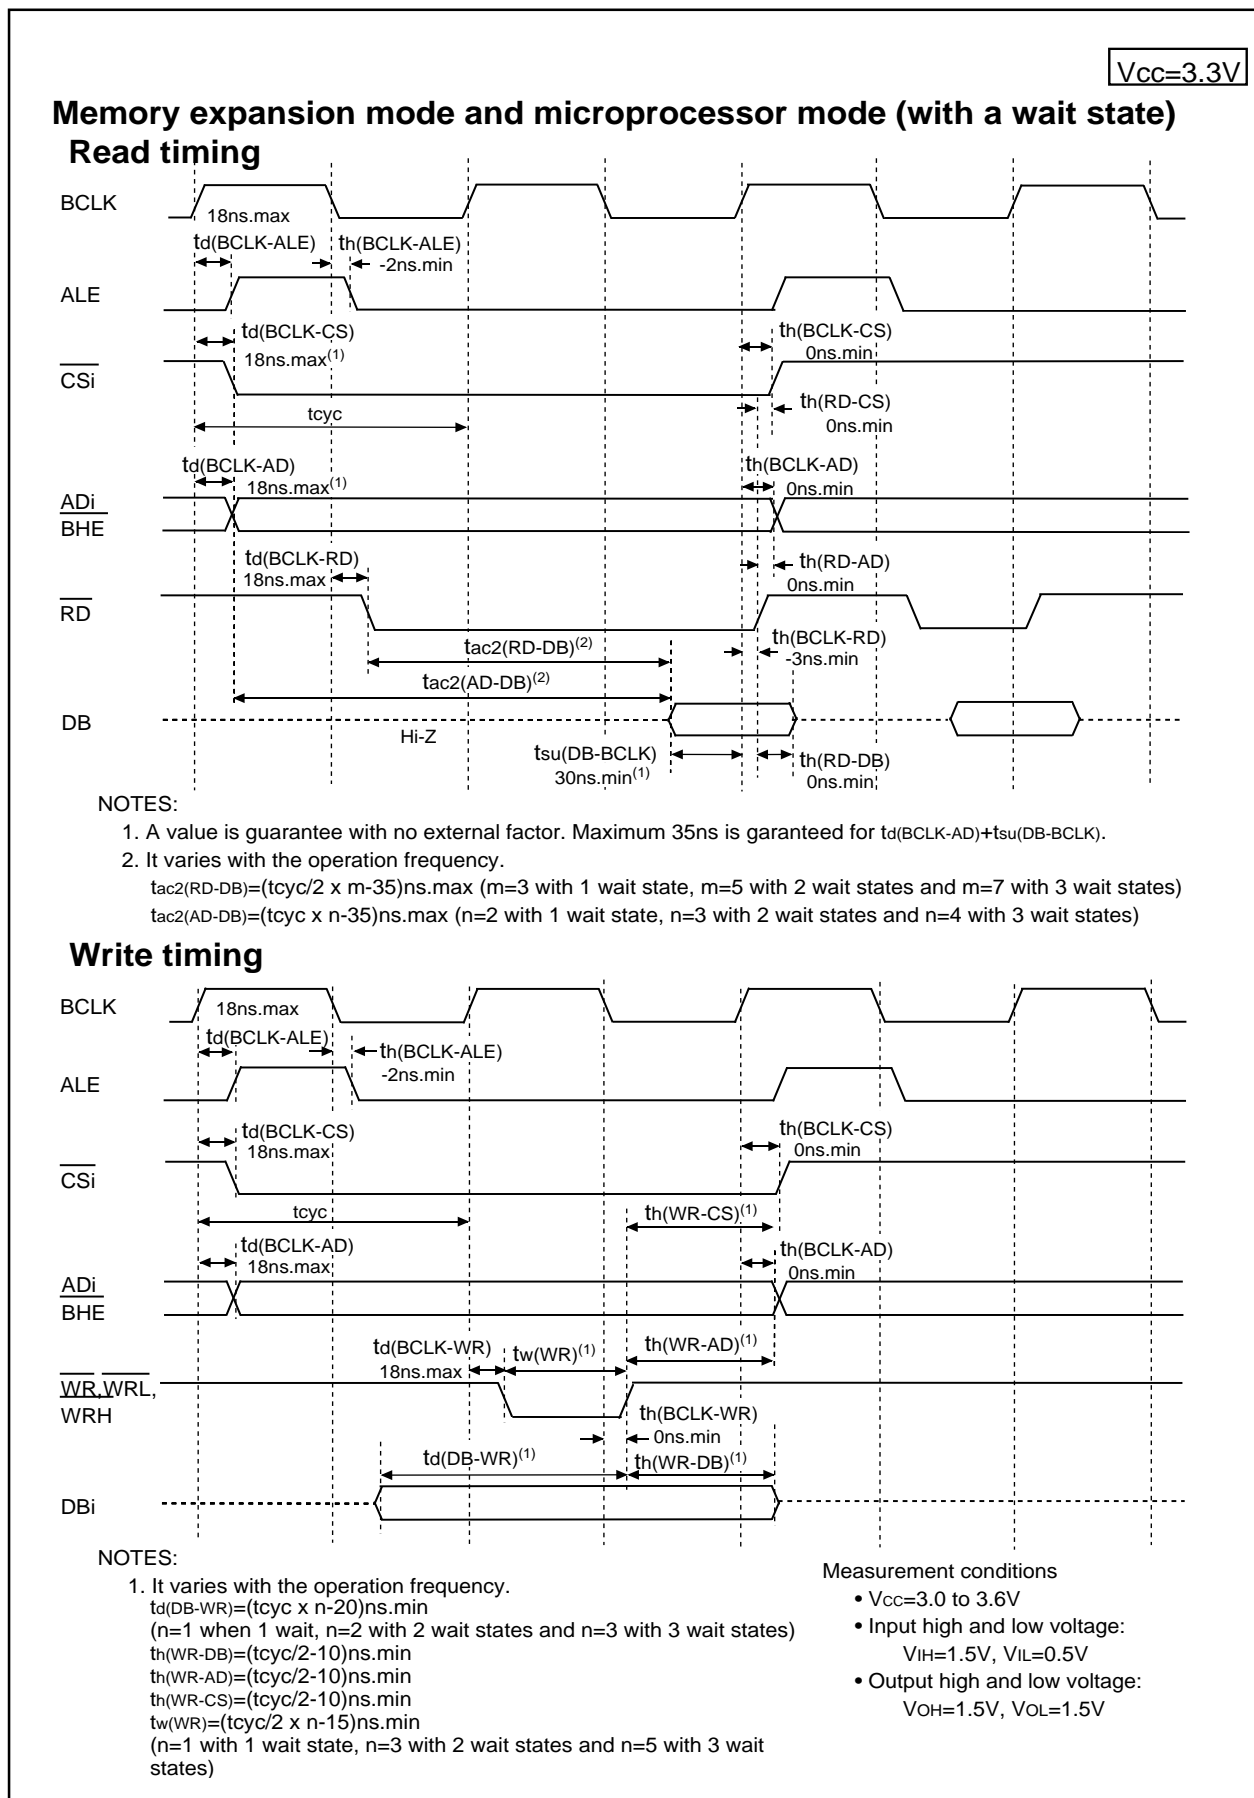 Vcc=3.3V
Memory expansion mode and microprocessor mode (with a wait state)
Read timing
BCLK
18ns.max
td(BCLK-ALE)
th(BCLK-ALE)
-2ns.min
ALE
td(BCLK-CS)
18ns.max(1)
th(BCLK-CS)
0ns.min
CSi
tcyc
th(RD-CS)
0ns.min
td(BCLK-AD)
18ns.max(1)
th(BCLK-AD)
0ns.min
ADi
BHE
td(BCLK-RD)
18ns.max
th(RD-AD)
0ns.min
RD
tac2(RD-DB)(2)
th(BCLK-RD)
-3ns.min
tac2(AD-DB)(2)
DB
Hi-Z
tsu(DB-BCLK)
30ns.min(1)
th(RD-DB)
0ns.min
NOTES:
1. A value is guarantee with no external factor. Maximum 35ns is garanteed for td(BCLK-AD)+tsu(DB-BCLK).
2. It varies with the operation frequency.
tac2(RD-DB)=(tcyc/2 x m-35)ns.max (m=3 with 1 wait state, m=5 with 2 wait states and m=7 with 3 wait states)
tac2(AD-DB)=(tcyc x n-35)ns.max (n=2 with 1 wait state, n=3 with 2 wait states and n=4 with 3 wait states)
Write timing
BCLK
18ns.max
td(BCLK-ALE)
th(BCLK-ALE)
-2ns.min
ALE
td(BCLK-CS)
18ns.max
th(BCLK-CS)
0ns.min
CSi
tcyc
th(WR-CS)(1)
td(BCLK-AD)
18ns.max
th(BCLK-AD)
0ns.min
ADi
BHE
td(BCLK-WR)
18ns.max
tw(WR)(1)
th(WR-AD)(1)
WR,WRL,
WRH
th(BCLK-WR)
0ns.min
td(DB-WR)(1)
th(WR-DB)(1)
DBi
NOTES:
1. It varies with the operation frequency.
td(DB-WR)=(tcyc x n-20)ns.min
(n=1 when 1 wait, n=2 with 2 wait states and n=3 with 3 wait states)
th(WR-DB)=(tcyc/2-10)ns.min
th(WR-AD)=(tcyc/2-10)ns.min
th(WR-CS)=(tcyc/2-10)ns.min
tw(WR)=(tcyc/2 x n-15)ns.min
(n=1 with 1 wait state, n=3 with 2 wait states and n=5 with 3 wait
states)
Measurement conditions
• VCC=3.0 to 3.6V
• Input high and low voltage:
VIH=1.5V, VIL=0.5V
• Output high and low voltage:
VOH=1.5V, VOL=1.5V